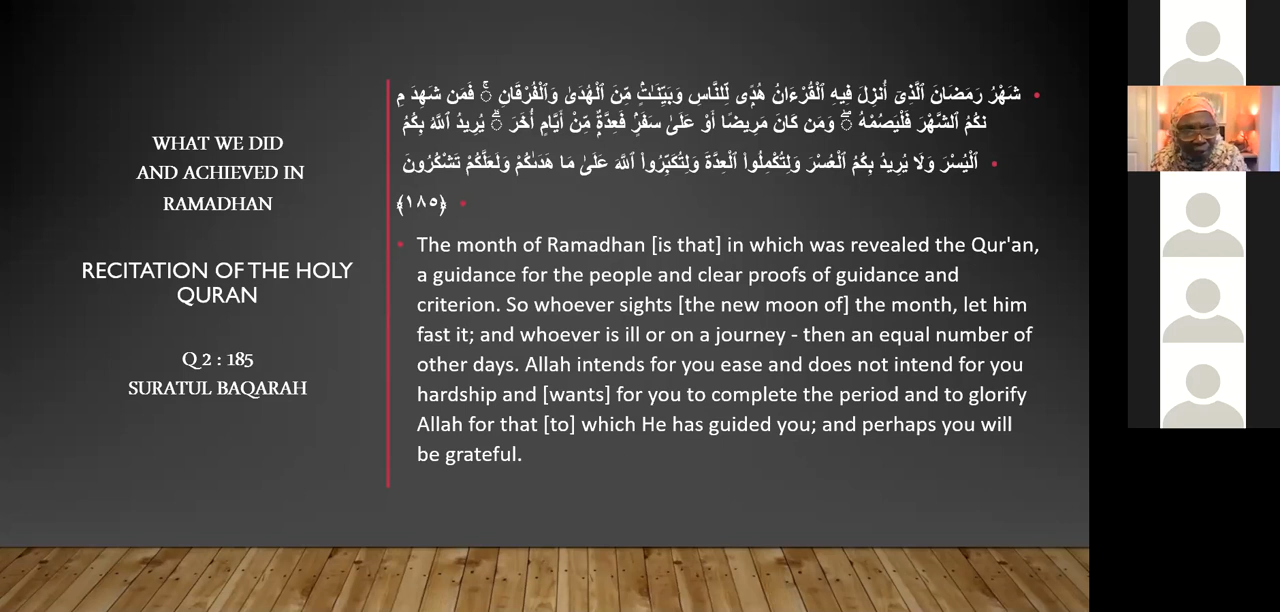 WHAT WE DID
AND ACHIEVED IN
RAMADHAN
RECITATION OF THE HOLY
QURAN
Q 2 : 185
SURATUL BAQARAH
شَهْرُ رَمَضَانَ ٱلَّذِىٓ أُنزِلَ فِيهِ ٱلْقُرْءَانُ هُدًى لِّلنَّاسِ وَبَيِّنَـٰتٍ مِّنَ ٱلْهُدَىٰ وَٱلْفُرْقَانِ ۚ فَمَن شَهِدَ مِ
نكُمُ ٱلشَّهْرَ فَلْيَصُمْهُ ۖ وَمَن كَانَ مَرِيضًا أَوْ عَلَىٰ سَفَرٍ فَعِدَّةٌ مِّنْ أَيَّامٍ أُخَرَ ۗ يُرِيدُ ٱللَّهُ بِكُمُ
ٱلْيُسْرَ وَلَا يُرِيدُ بِكُمُ ٱلْعُسْرَ وَلِتُكْمِلُوا۟ ٱلْعِدَّةَ وَلِتُكَبِّرُوا۟ ٱللَّهَ عَلَىٰ مَا هَدَىٰكُمْ وَلَعَلَّكُمْ تَشْكُرُونَ
﴿١٨٥﴾
The month of Ramadhan [is that] in which was revealed the Qur'an,
a guidance for the people and clear proofs of guidance and
criterion. So whoever sights [the new moon of] the month, let him
fast it; and whoever is ill or on a journey - then an equal number of
other days. Allah intends for you ease and does not intend for you
hardship and [wants] for you to complete the period and to glorify
Allah for that [to] which He has guided you; and perhaps you will
be grateful.